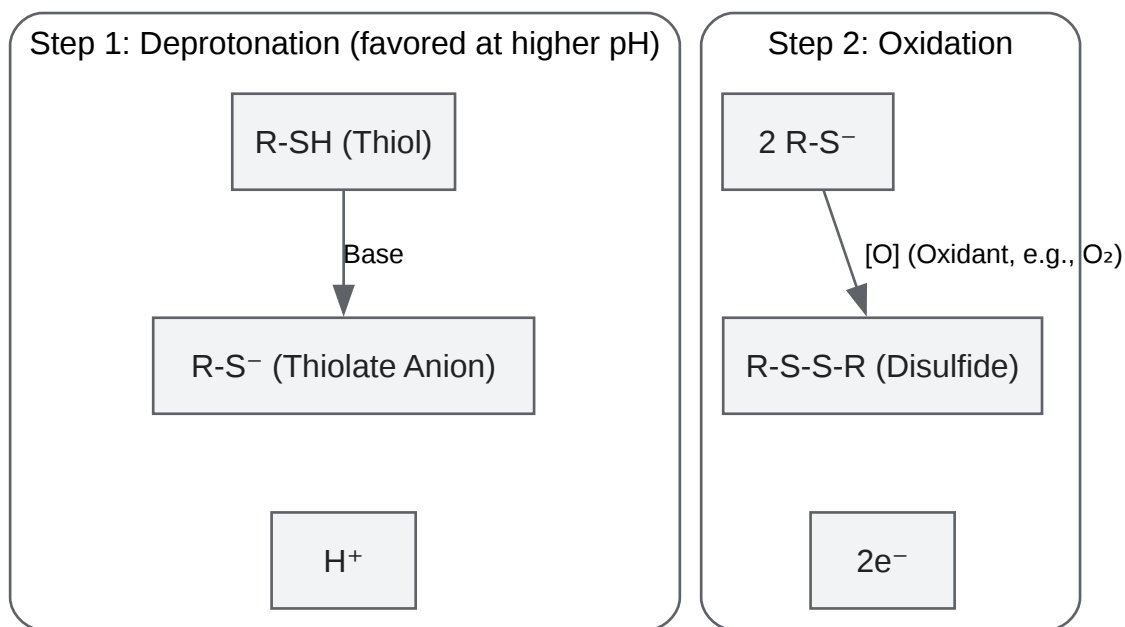 Step 1: Deprotonation (favored at higher pH)
R-SH (Thiol)
Base
R-S⁻ (Thiolate Anion)
H⁺
Step 2: Oxidation
2 R-S⁻
[O] (Oxidant, e.g., O₂)
R-S-S-R (Disulfide)
2e⁻